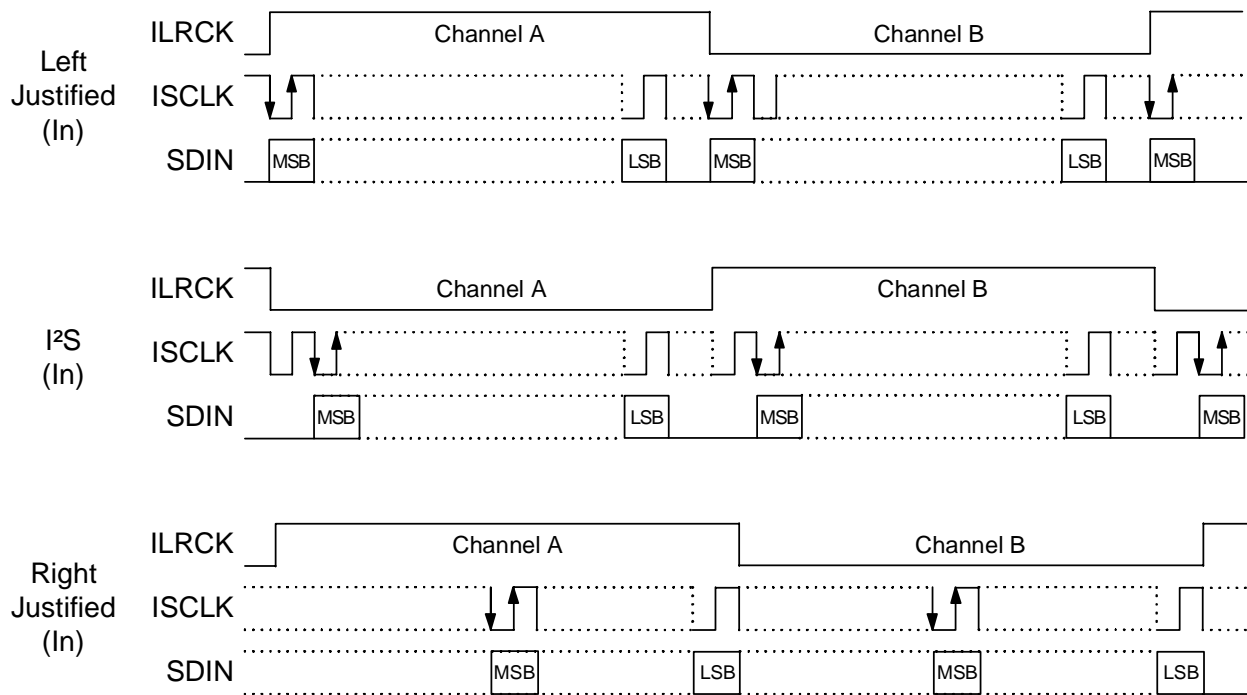 ILRCK
Channel A
Channel B
Left
Justified
(In)
ISCLK
SDIN
MSB
LSB
MSB
LSB
MSB
ILRCK
Channel A
Channel B
I²S
(In)
ISCLK
SDIN
MSB
LSB
MSB
LSB
MSB
ILRCK
Channel A
Channel B
Right
Justified
(In)
ISCLK
SDIN
MSB
LSB
MSB
LSB